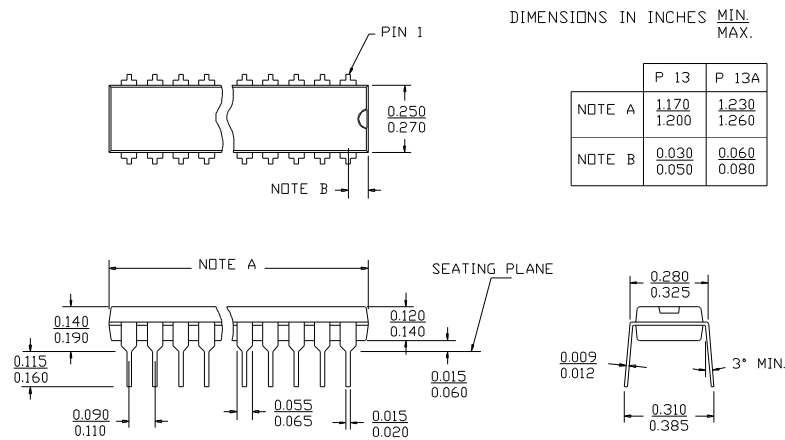 DIMENSIONS IN INCHES MIN.
MAX.
PIN 1
P 13 P 13A
NOTE A 1.170 1.230
1.200 1.260
NOTE B 0.030 0.060
0.050 0.080
0.250
0.270
NOTE B
NOTE A
SEATING PLANE
0.280
0.325
0.140
0.190
0.120
0.140
0.115
0.160
0.015
0.060
0.009
0.012
3° MIN.
0.090
0.110
0.055
0.065
0.015
0.020
0.310
0.385